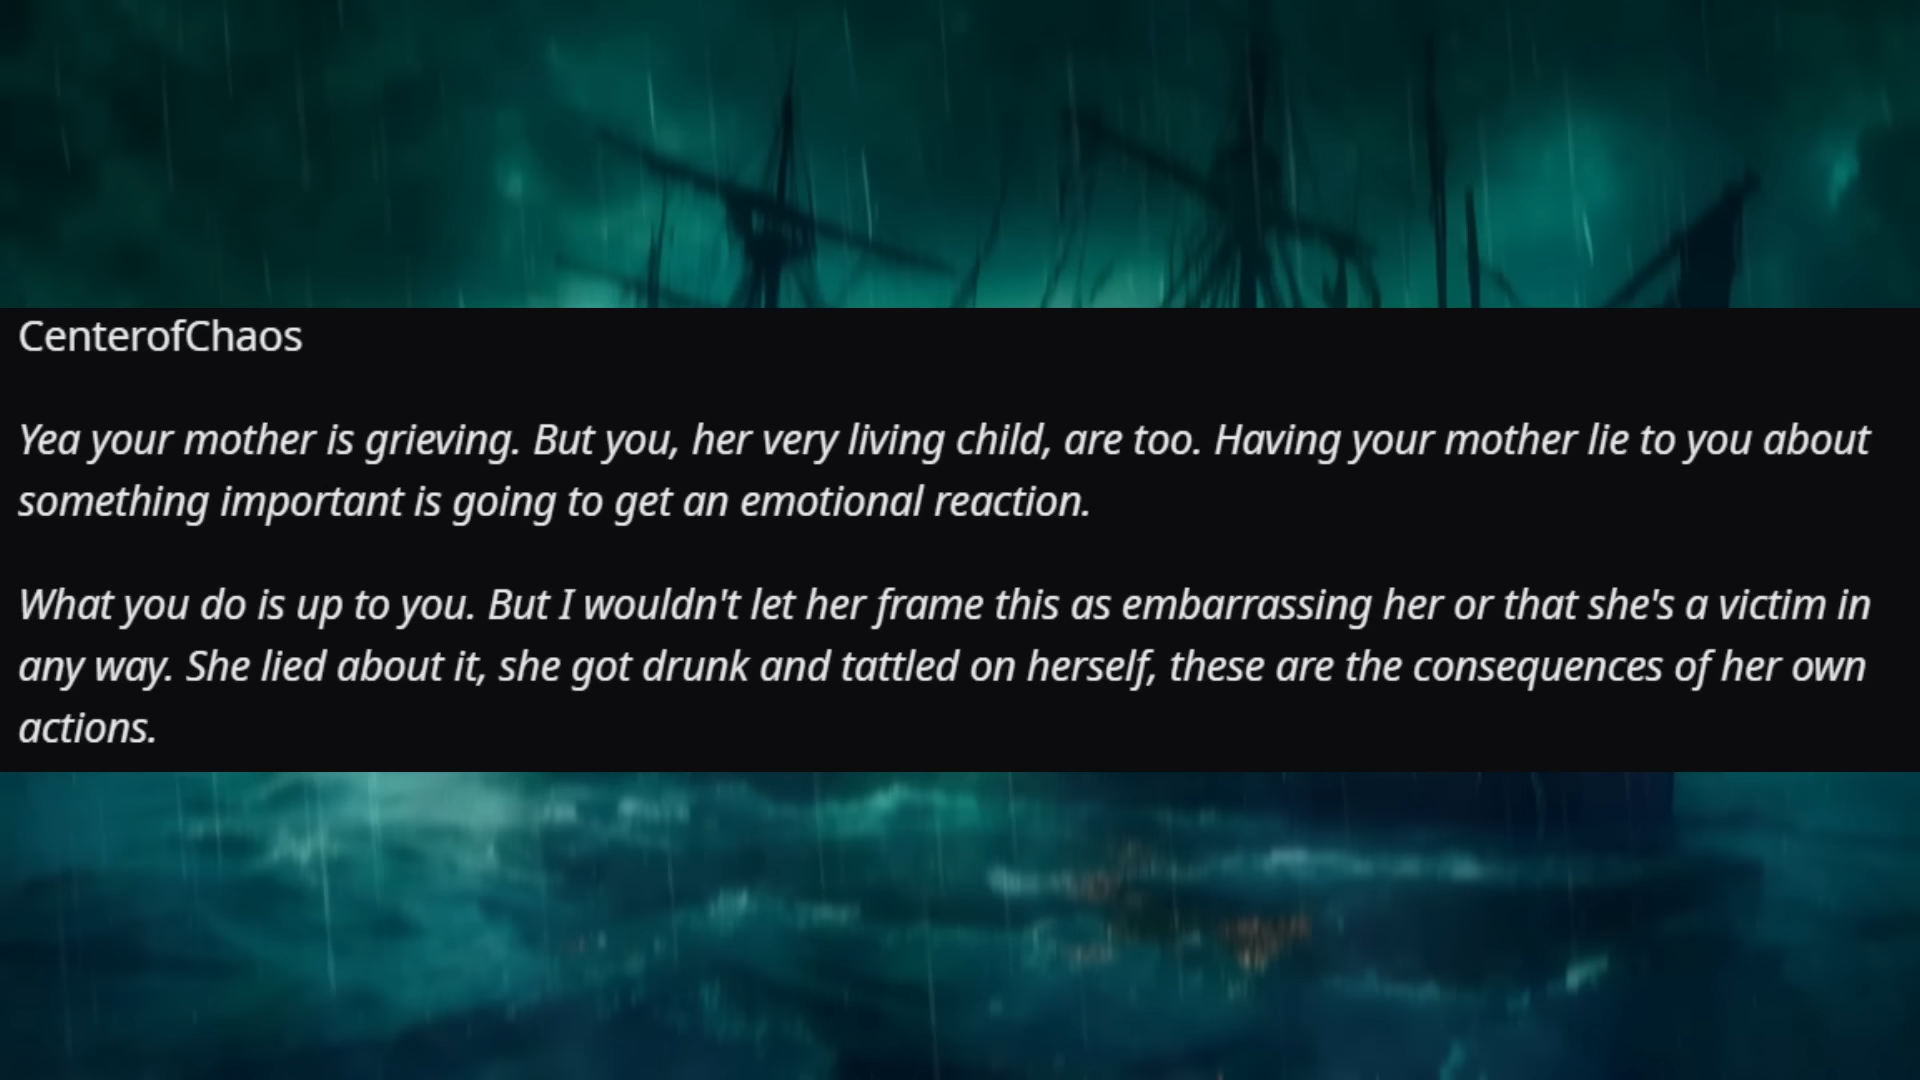 CenterofChaos
Yea your mother is grieving. But you, her very living child, are too. Having your mother lie to you about
something important is going to get an emotional reaction.
What you do is up to you. But I wouldn't let her frame this as embarrassing her or that she's a victim in
any way. She lied about it, she got drunk and tattled on herself, these are the consequences of her own
actions.